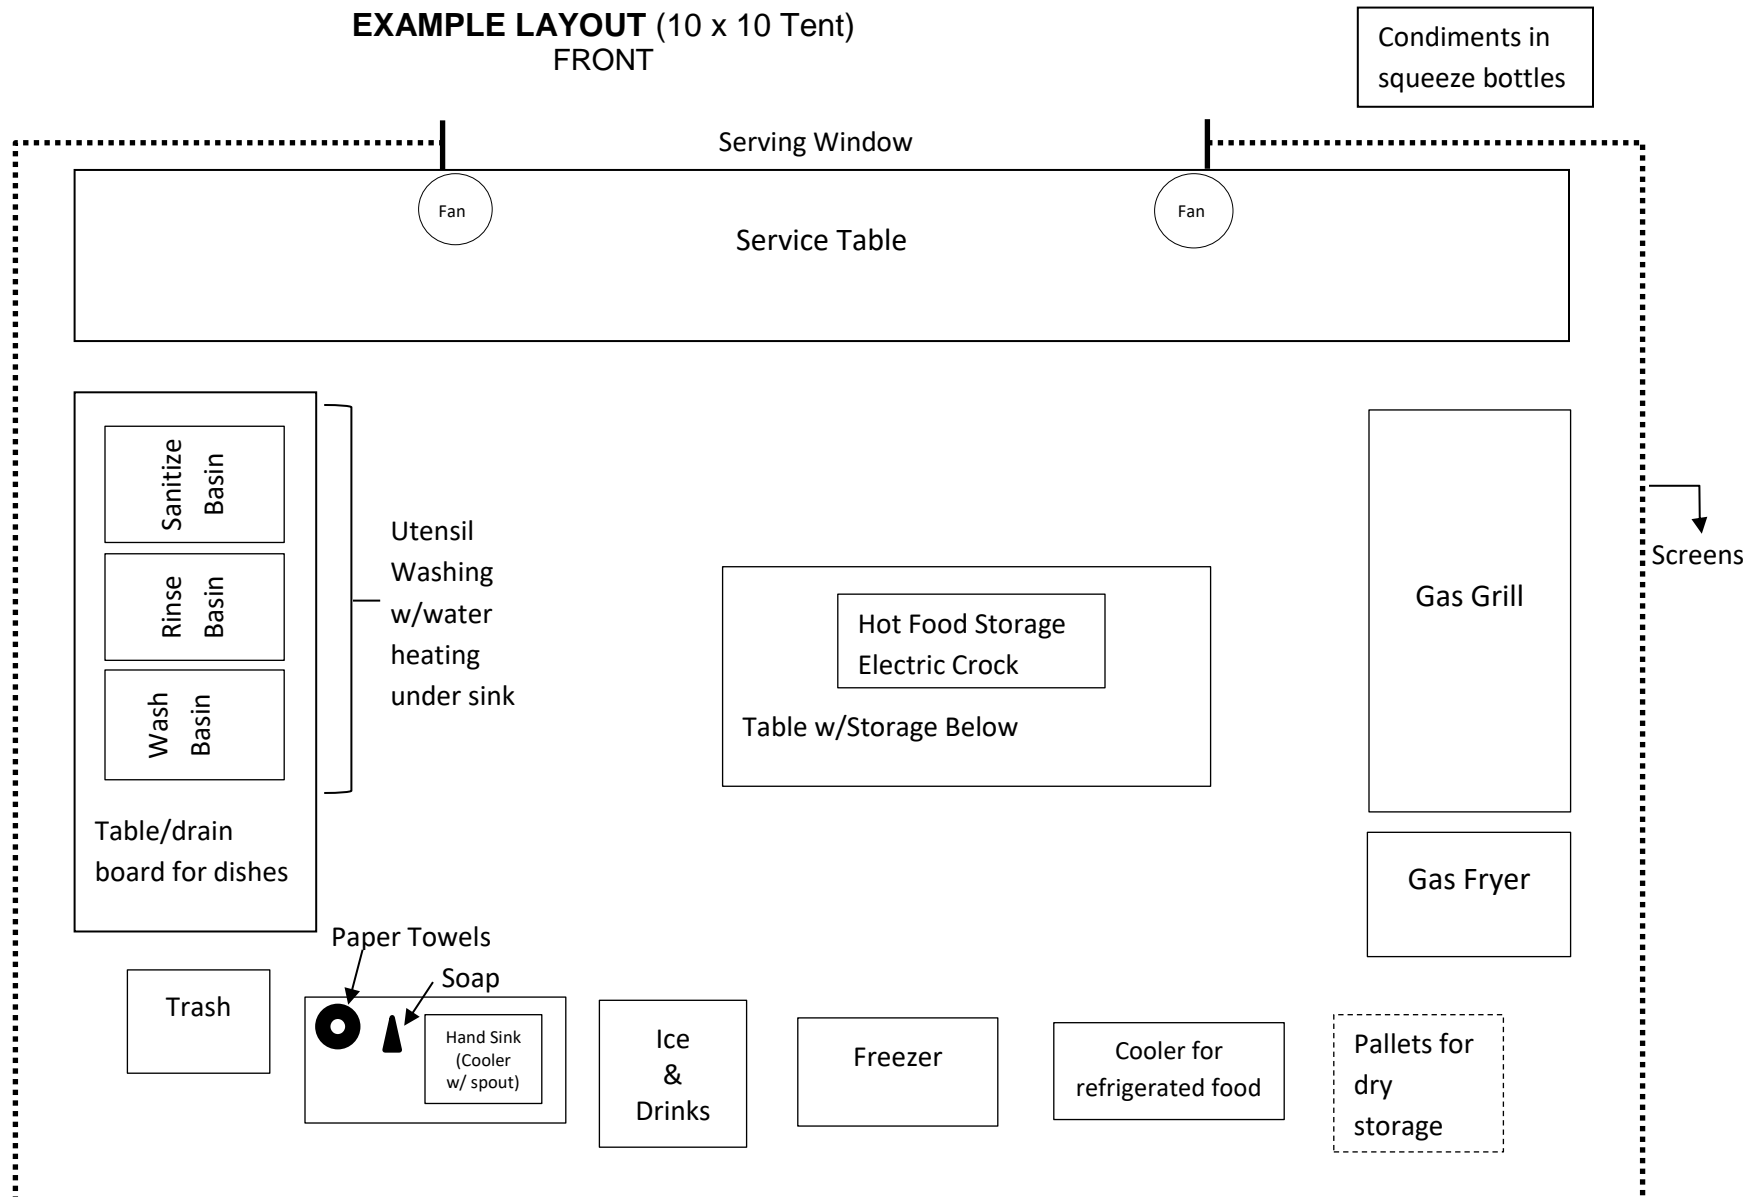 EXAMPLE LAYOUT (10 x 10 Tent)
FRONT
Condiments in
squeeze bottles
Serving Window
Fan
Fan
Service Table
Sanitize
Basin
Rinse
Basin
Wash
Basin
Utensil
Washing
w/water
heating
under sink
Table/drain
board for dishes
Hot Food Storage
Electric Crock
Table w/Storage Below
Gas Grill
Screens
Gas Fryer
Paper Towels
Soap
Trash
Hand Sink
(Cooler
w/ spout)
Ice
&
Drinks
Freezer
Cooler for
refrigerated food
Pallets for
dry
storage